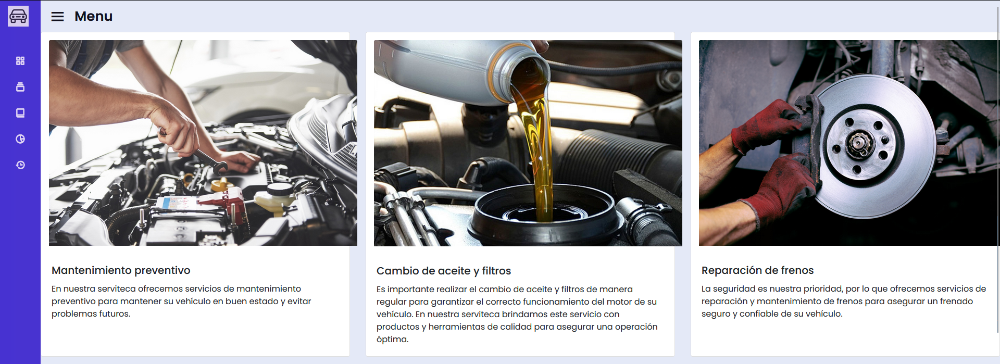 Menu
Mantenimiento preventivo
En nuestra serviteca ofrecemos servicios de mantenimiento
preventivo para mantener su vehículo en buen estado y evitar
problemas futuros.
Cambio de aceite y filtros
Es importante realizar el cambio de aceite y filtros de manera
regular para garantizar el correcto funcionamiento del motor de su
vehículo. En nuestra serviteca brindamos este servicio con
productos y herramientas de calidad para asegurar una operación
óptima.
Reparación de frenos
La seguridad es nuestra prioridad, por lo que ofrecemos servicios de
reparación y mantenimiento de frenos para asegurar un frenado
seguro y confiable de su vehículo.